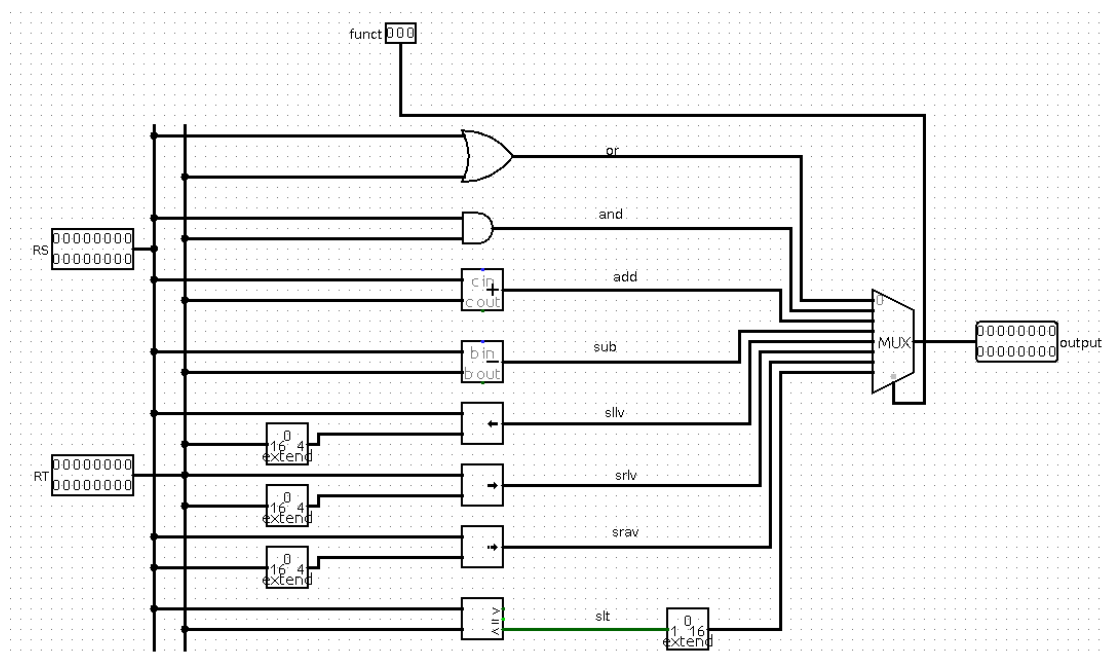 funct 000
or
and
RS 00000000
00000000
c in
+
c out
add
0
MUX
00000000
00000000 output
b in
-
b out
sub
sllv
0
16 4
extend
RT 00000000
00000000
srlv
0
16 4
extend
srav
0
16 4
extend
>
=
<
slt
0
1 16
extend